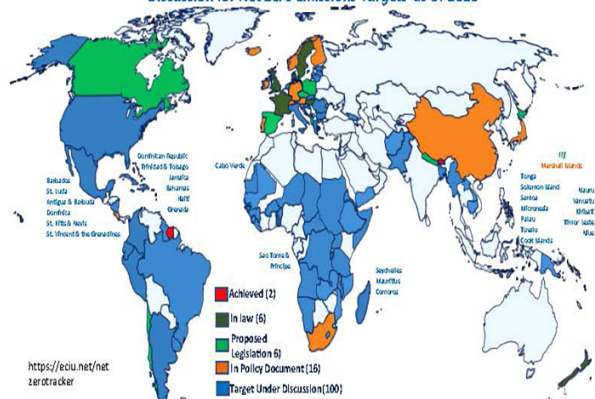 Cabo Verde
Dominican Republic
Trinidad & Tobago
Jamaica
Bahamas
Haiti
Grenada
Barbados
St. Lucia
Antigua & Barbuda
Dominica
St. Kitts & Nevis
St. Vincent & the Grenadines
Sao Tome &
Principe
Seychelles
Mauritius
Comoros
Fiji
Marshall Islands
Tonga
Solomon Island
Samoa
Micronesia
Palau
Tuvalu
Cook Islands
Nauru
Vanuatu
Kiribati
Timor Leste
Niue
Achieved (2)
In law (6)
Proposed
Legislation 6)
In Policy Document (16)
Target Under Discussion(100)
https://eciu.net/net
zerotracker